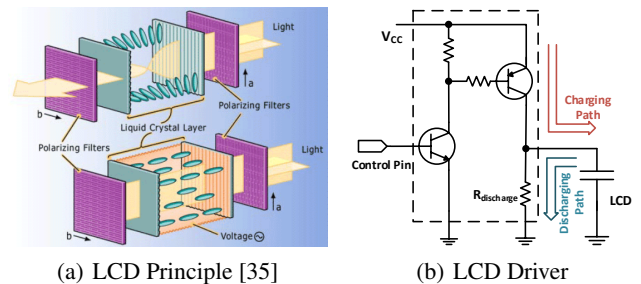 Light
a
Polarizing Filters
b
Liquid Crystal Layer
Polarizing Filters
Light
a
b
Voltage
(a) LCD Principle [35]
VCC
Charging
Path
Control Pin
Rdischarge
Discharging
Path
LCD
(b) LCD Driver